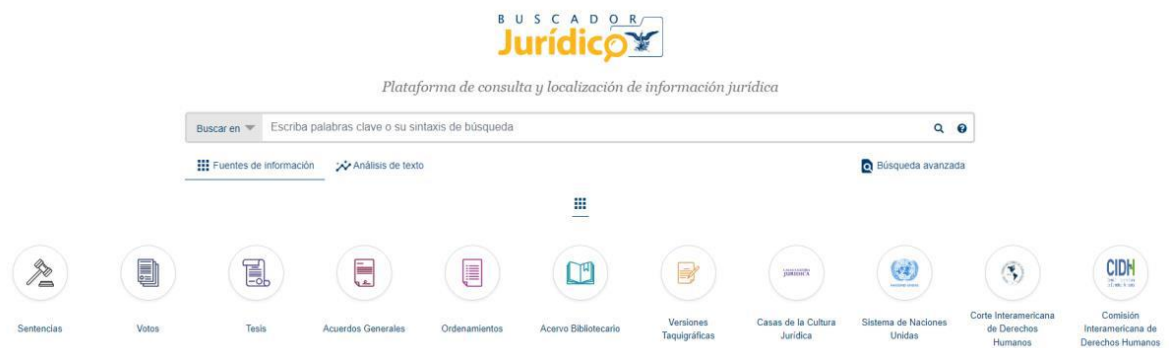 BUSCADOR
Jurídico
Plataforma de consulta y localización de información jurídica
Buscar en Escriba palabras clave o su sintaxis de búsqueda
Fuentes de información Análisis de texto Búsqueda avanzada
CIDH
Sentencias Votos Tesis Acuerdos Generales Ordenamientos Acervo Bibliotecario
Versiones
Taquigráficas
Casas de la Cultura
Jurídica
Sistema de Naciones
Unidas
Corte Interamericana
de Derechos
Humanos
Comisión
Interamericana de
Derechos Humanos